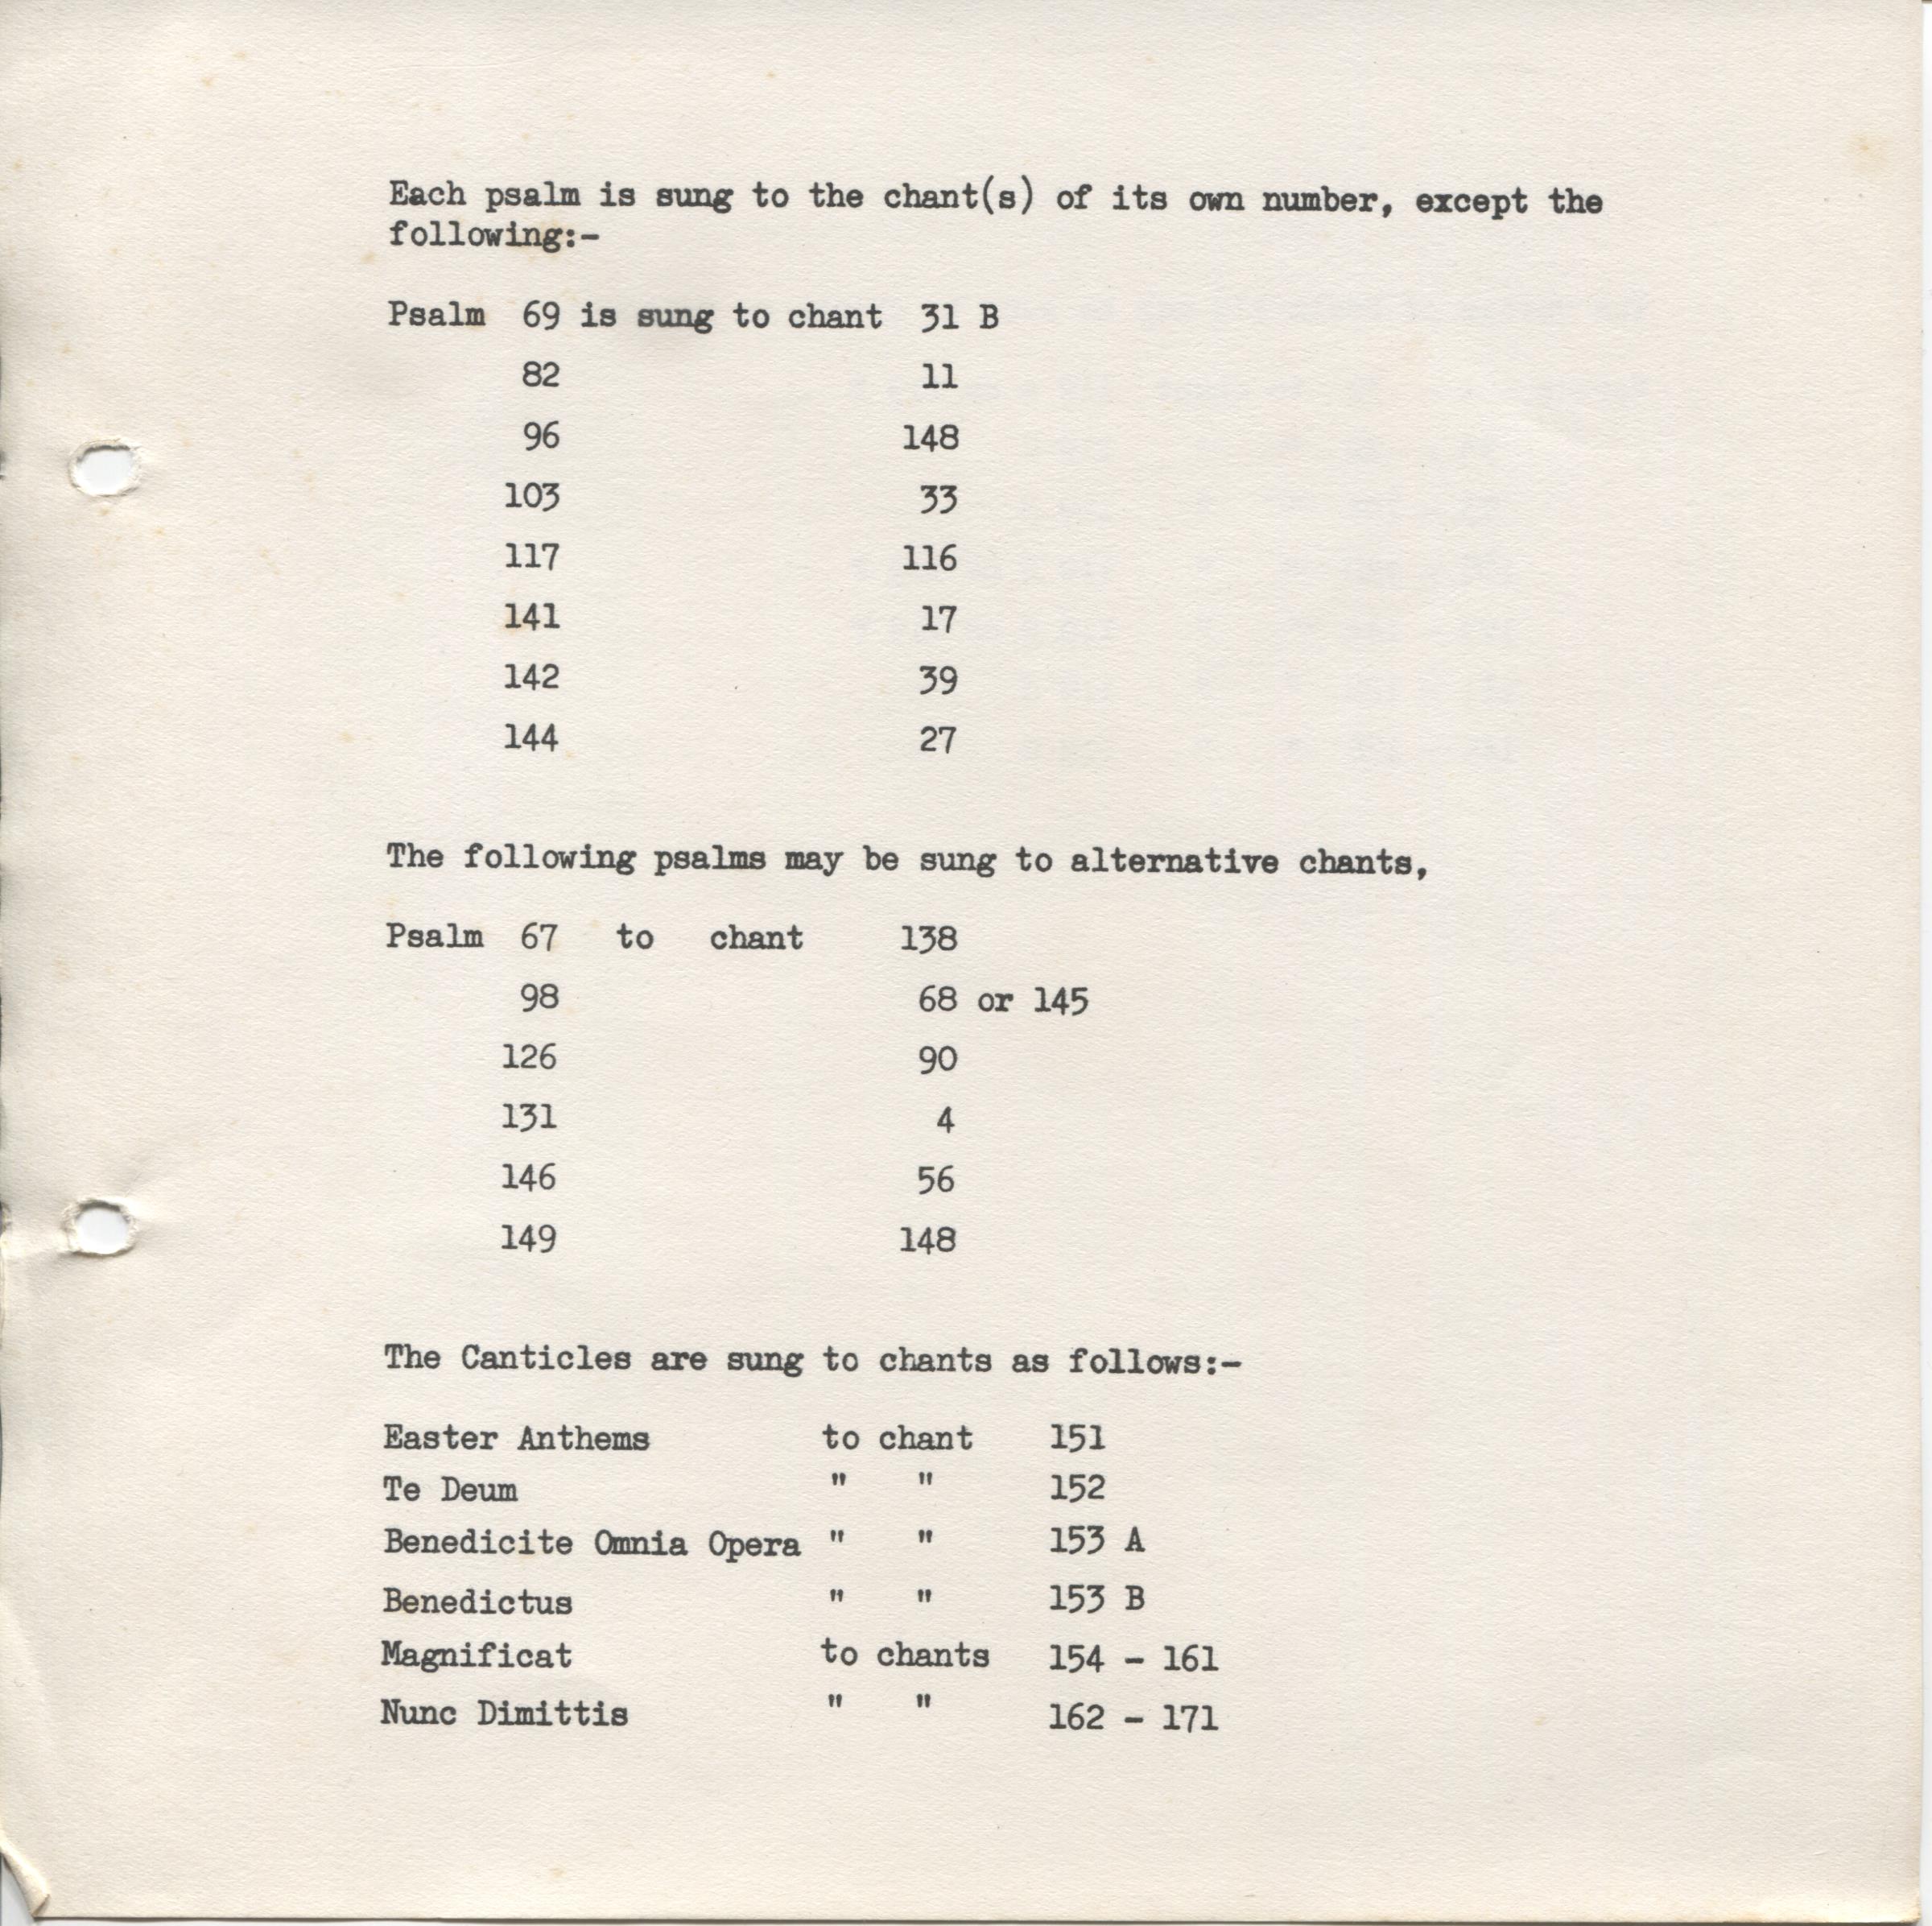 Each psalm is sung to the chant(s) of its own number, except the
following:-
Psalm 69 is sung to chant 31 B
82 11
96 148
103 33
117 116
141 17
142 39
144 27
The following psalms may be sung to alternative chants,
Psalm 67 to chant 138
98 68 or 145
126 90
131 4
146 56
149 148
The Canticles are sung to chants as follows:-
Easter Anthems to chant 151
Te Deum " " 152
Benedicite Omnia Opera " " 153 A
Benedictus " " 153 B
Magnificat to chants 154 - 161
Nunc Dimittis " " 162 - 171